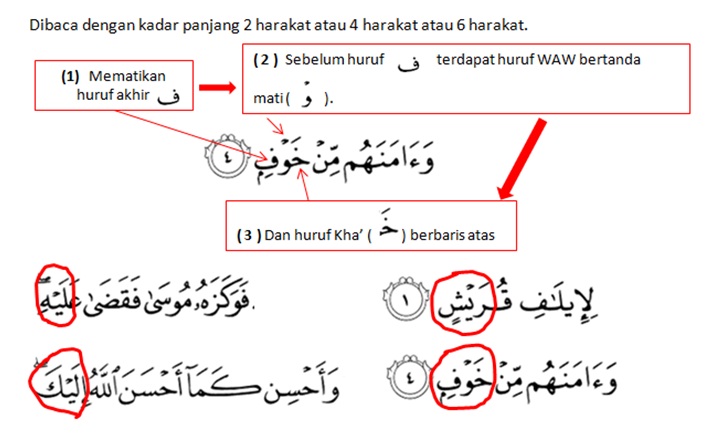 Dibaca dengan kadar panjang 2 harakat atau 4 harakat atau 6 harakat.
(1) Mematikan
huruf akhir ف
( 2 ) Sebelum huruf ف terdapat huruf WAW bertanda
mati ( وۡ ).
وَءَامَنَهُم مِّنۡ خَوۡفِۭ ٤
( 3 ) Dan huruf Kha’ ( خَ ) berbaris atas
لِإِيلَٰفِ قُرَيۡشٍ ١
فَوَكَزَهُۥ مُوسَىٰ فَقَضَىٰ عَلَيۡهِۖ.
وَءَامَنَهُم مِّنۡ خَوۡفِۭ ٤
وَأَحۡسِن كَمَآ أَحۡسَنَ ٱللَّهُ إِلَيۡكَۖ